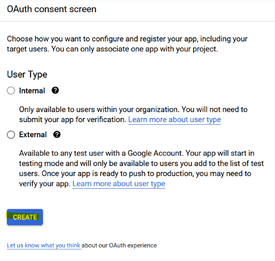 OAuth consent screen
Choose how you want to configure and register your app, including your
target users. You can only associate one app with your project.
User Type
Internal
Only available to users within your organization. You will not need to
submit your app for verification. Learn more about user type
External
Available to any test user with a Google Account. Your app will start in
testing mode and will only be available to users you add to the list of test
users. Once your app is ready to push to production, you may need to
verify your app. Learn more about user type
CREATE
Let us know what you think about our OAuth experience